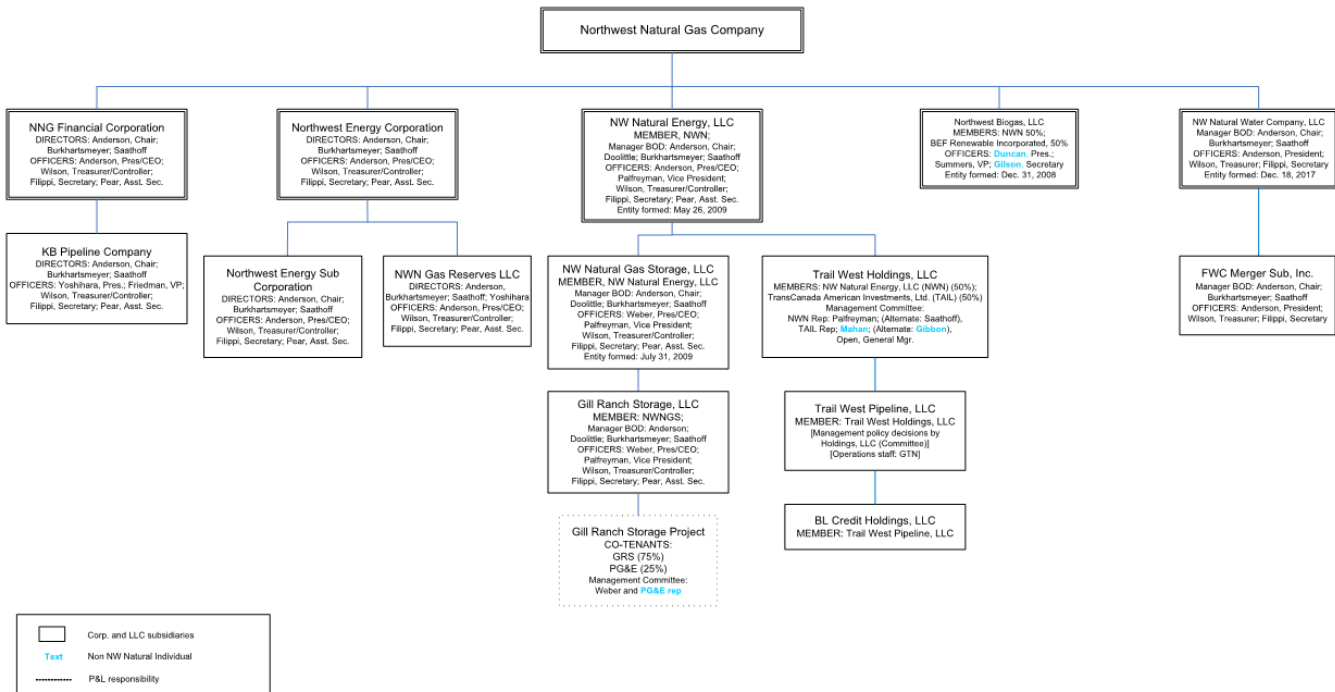 Northwest Natural Gas Company
NNG Financial Corporation
DIRECTORS: Anderson, Chair;
Burkhartsmeyer; Saathoff
OFFICERS: Anderson, Pres/CEO;
Wilson, Treasurer/Controller;
Filippi, Secretary; Pear, Asst. Sec.
Northwest Energy Corporation
DIRECTORS: Anderson, Chair;
Burkhartsmeyer; Saathoff
OFFICERS: Anderson, Pres/CEO;
Wilson, Treasurer/Controller;
Filippi, Secretary; Pear, Asst. Sec.
NW Natural Energy, LLC
MEMBER, NWN;
Manager BOD: Anderson, Chair;
Doolittle; Burkhartsmeyer; Saathoff
OFFICERS: Anderson, Pres/CEO;
Palfreyman, Vice President;
Wilson, Treasurer/Controller;
Filippi, Secretary; Pear, Asst. Sec.
Entity formed: May 26, 2009
Northwest Biogas, LLC
MEMBERS: NWN 50%;
BEF Renewable Incorporated, 50%
OFFICERS: Duncan, Pres.;
Summers, VP; Gilson, Secretary
Entity formed: Dec. 31, 2008
NW Natural Water Company, LLC
Manager BOD: Anderson, Chair;
Burkhartsmeyer; Saathoff
OFFICERS: Anderson, President;
Wilson, Treasurer; Filippi, Secretary
Entity formed: Dec. 18, 2017
KB Pipeline Company
DIRECTORS: Anderson, Chair;
Burkhartsmeyer; Saathoff
OFFICERS: Yoshihara, Pres.; Friedman, VP;
Wilson, Treasurer/Controller;
Filippi, Secretary; Pear, Asst. Sec.
Northwest Energy Sub
Corporation
DIRECTORS: Anderson, Chair;
Burkhartsmeyer; Saathoff
OFFICERS: Anderson, Pres/CEO;
Wilson, Treasurer/Controller;
Filippi, Secretary; Pear, Asst. Sec.
NWN Gas Reserves LLC
DIRECTORS: Anderson,
Burkhartsmeyer; Saathoff; Yoshihara
OFFICERS: Anderson, Pres/CEO;
Wilson, Treasurer/Controller;
Filippi, Secretary; Pear, Asst. Sec.
NW Natural Gas Storage, LLC
MEMBER, NW Natural Energy, LLC
Manager BOD: Anderson, Chair;
Doolittle; Burkhartsmeyer; Saathoff
OFFICERS: Weber, Pres/CEO;
Palfreyman, Vice President;
Wilson, Treasurer/Controller;
Filippi, Secretary; Pear, Asst. Sec.
Entity formed: July 31, 2009
Trail West Holdings, LLC
MEMBERS: NW Natural Energy, LLC (NWN) (50%);
TransCanada American Investments, Ltd. (TAIL) (50%)
Management Committee:
NWN Rep: Palfreyman; (Alternate: Saathoff),
TAIL Rep; Mahan; (Alternate: Gibbon),
Open, General Mgr.
FWC Merger Sub, Inc.
Manager BOD: Anderson, Chair;
Burkhartsmeyer; Saathoff
OFFICERS: Anderson, President;
Wilson, Treasurer; Filippi, Secretary
Gill Ranch Storage, LLC
MEMBER: NWNGS;
Manager BOD: Anderson;
Doolittle; Burkhartsmeyer; Saathoff
OFFICERS: Weber, Pres/CEO;
Palfreyman, Vice President;
Wilson, Treasurer/Controller;
Filippi, Secretary; Pear, Asst. Sec.
Trail West Pipeline, LLC
MEMBER: Trail West Holdings, LLC
[Management policy decisions by
Holdings, LLC (Committee)]
[Operations staff: GTN]
Gill Ranch Storage Project
CO-TENANTS:
GRS (75%)
PG&E (25%)
Management Committee:
Weber and PG&E rep
BL Credit Holdings, LLC
MEMBER: Trail West Pipeline, LLC
Corp. and LLC subsidiaries
Text Non NW Natural Individual
P&L responsibility